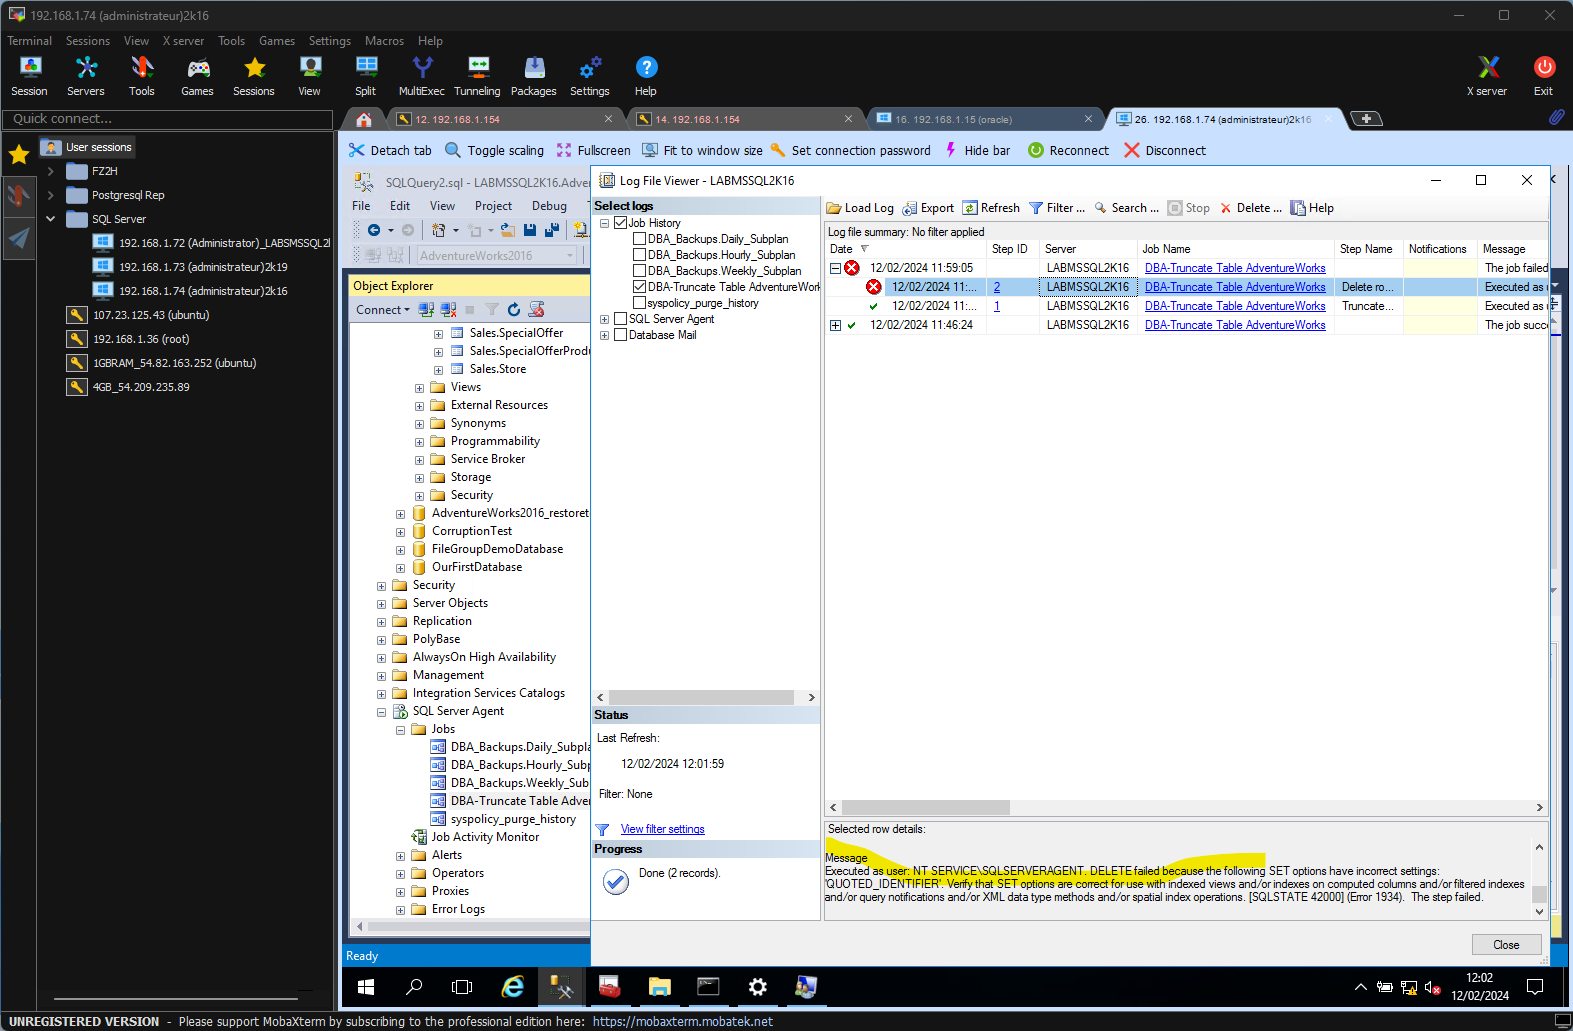 192.168.1.74 (administrateur)2k16
Terminal Sessions View X server Tools Games Settings Macros Help
Session Servers Tools Games Sessions View Split MultiExec Tunneling Packages Settings Help X server Exit
Quick connect...
12. 192.168.1.154
14. 192.168.1.154
16. 192.168.1.15 (oracle)
26. 192.168.1.74 (administrateur)2k16
Detach tab Toggle scaling Fullscreen Fit to window size Set connection password Hide bar Reconnect Disconnect
User sessions
FZ2H
Postgresql Rep
SQL Server
192.168.1.72 (Administrator)_LABSMSSQL2
192.168.1.73 (administrateur)2k19
192.168.1.74 (administrateur)2k16
107.23.125.43 (ubuntu)
192.168.1.36 (root)
1GBRAM_54.82.163.252 (ubuntu)
4GB_54.209.235.89
SQLQuery2.sql - LABMSSQL2K16.Adve
File Edit View Project Debug
AdventureWorks2016
Object Explorer
Connect
Sales.SpecialOffer
Sales.SpecialOfferProdu
Sales.Store
Views
External Resources
Synonyms
Programmability
Service Broker
Storage
Security
AdventureWorks2016_restoret
CorruptionTest
FileGroupDemoDatabase
OurFirstDatabase
Security
Server Objects
Replication
PolyBase
AlwaysOn High Availability
Management
Integration Services Catalogs
SQL Server Agent
Jobs
DBA_Backups.Daily_Subpla
DBA_Backups.Hourly_Subp
DBA_Backups.Weekly_Sub
DBA-Truncate Table Adver
syspolicy_purge_history
Job Activity Monitor
Alerts
Operators
Proxies
Error Logs
Ready
Log File Viewer - LABMSSQL2K16
Select logs
Job History
DBA_Backups.Daily_Subplan
DBA_Backups.Hourly_Subplan
DBA_Backups.Weekly_Subplan
DBA-Truncate Table AdventureWork
syspolicy_purge_history
SQL Server Agent
Database Mail
Status
Last Refresh:
12/02/2024 12:01:59
Filter: None
View filter settings
Progress
Done (2 records).
Load Log Export Refresh Filter ... Search ... Stop Delete ... Help
Log file summary: No filter applied
Date Step ID Server Job Name Step Name Notifications Message
12/02/2024 11:59:05 LABMSSQL2K16 DBA-Truncate Table AdventureWorks The job failed
12/02/2024 11:... 2 LABMSSQL2K16 DBA-Truncate Table AdventureWorks Delete ro... Executed as u
12/02/2024 11:... 1 LABMSSQL2K16 DBA-Truncate Table AdventureWorks Truncate... Executed as u
12/02/2024 11:46:24 LABMSSQL2K16 DBA-Truncate Table AdventureWorks The job succ
Selected row details:
Message
Executed as user: NT SERVICE\SQLSERVERAGENT. DELETE failed because the following SET options have incorrect settings:
'QUOTED_IDENTIFIER'. Verify that SET options are correct for use with indexed views and/or indexes on computed columns and/or filtered indexes
and/or query notifications and/or XML data type methods and/or spatial index operations. [SQLSTATE 42000] (Error 1934).  The step failed.
Close
12:02
12/02/2024
UNREGISTERED VERSION - Please support MobaXterm by subscribing to the professional edition here: https://mobaxterm.mobatek.net